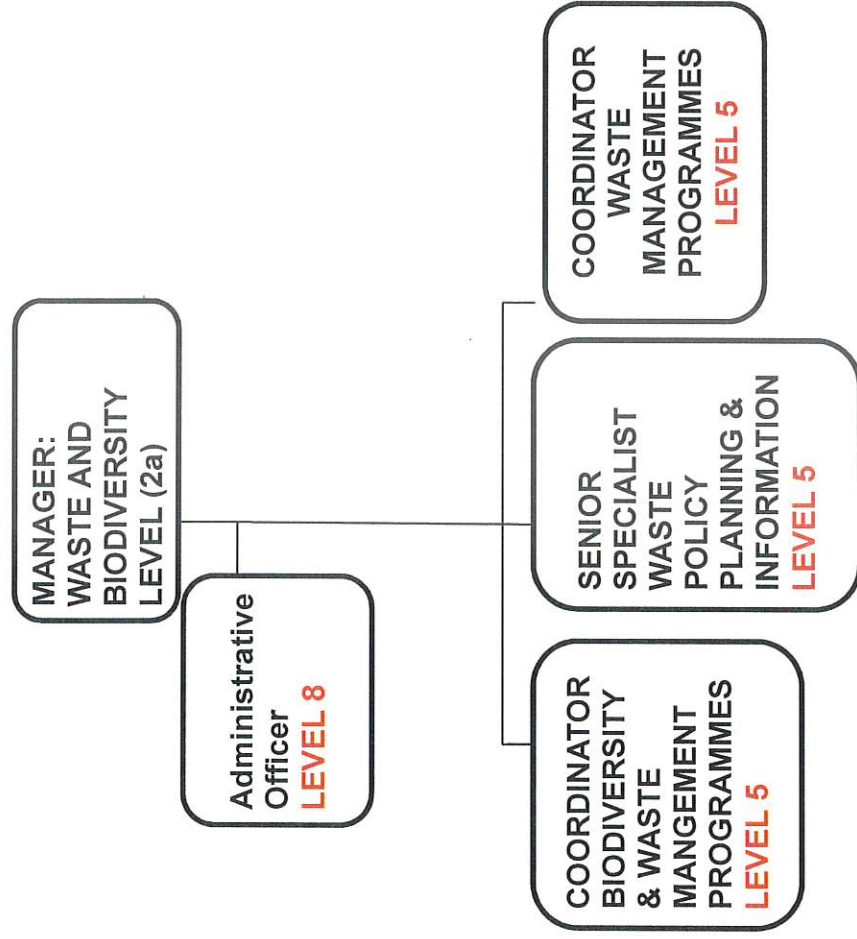 MANAGER:
WASTE AND
BIODIVERSITY
LEVEL (2a)
Administrative
Officer
LEVEL 8
COORDINATOR
BIODIVERSITY
& WASTE
MANGEMENT
PROGRAMMES
LEVEL 5
SENIOR
SPECIALIST
WASTE
POLICY
PLANNING &
INFORMATION
LEVEL 5
COORDINATOR
WASTE
MANAGEMENT
PROGRAMMES
LEVEL 5